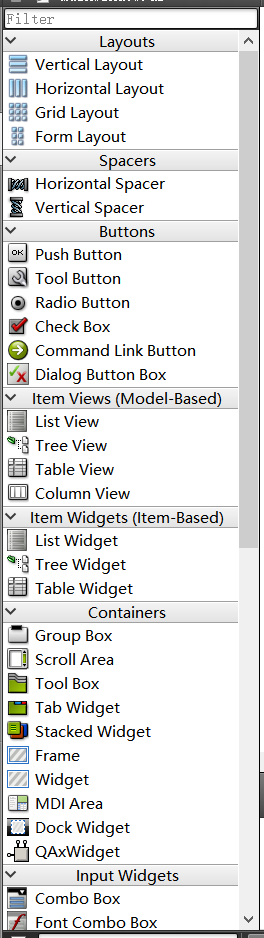 Filter
Layouts
Vertical Layout
Horizontal Layout
Grid Layout
Form Layout
Spacers
Horizontal Spacer
Vertical Spacer
Buttons
OK Push Button
Tool Button
Radio Button
Check Box
Command Link Button
Dialog Button Box
Item Views (Model-Based)
List View
Tree View
Table View
Column View
Item Widgets (Item-Based)
List Widget
Tree Widget
Table Widget
Containers
Group Box
Scroll Area
Tool Box
Tab Widget
Stacked Widget
Frame
Widget
MDI Area
Dock Widget
QAxWidget
Input Widgets
Combo Box
Font Combo Box